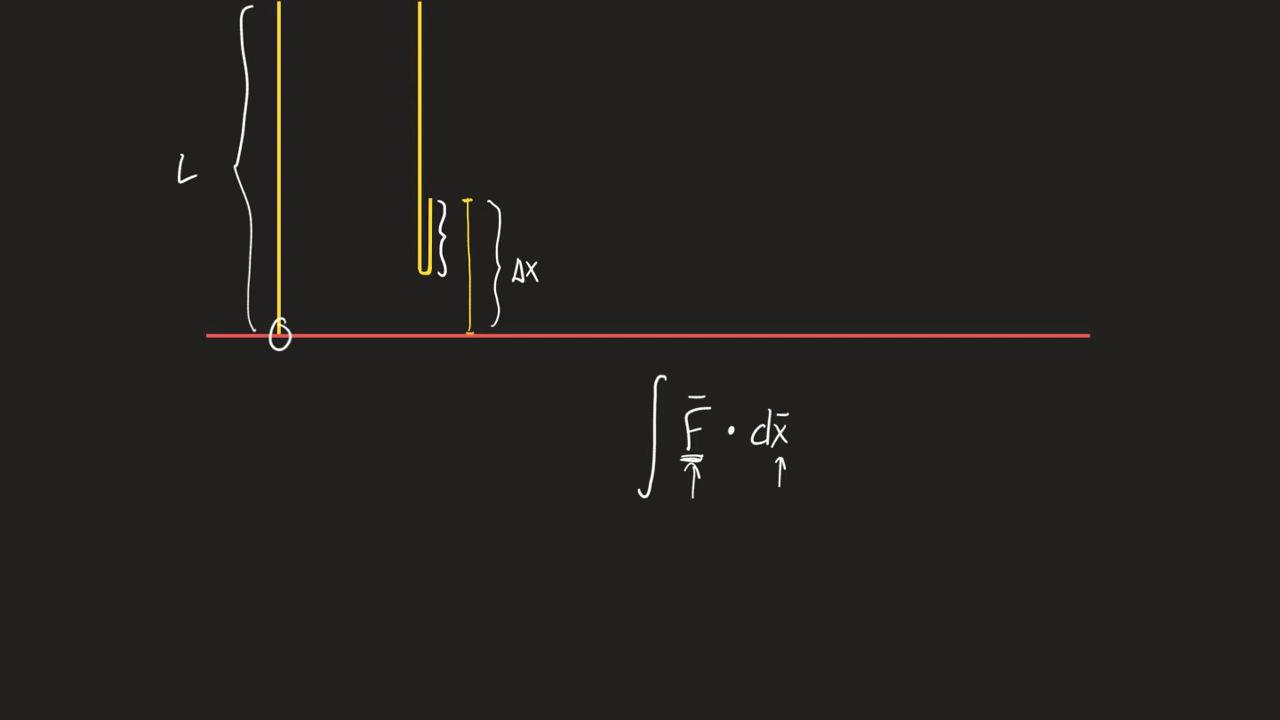 L
Δx
∫ F̄ · dx̄